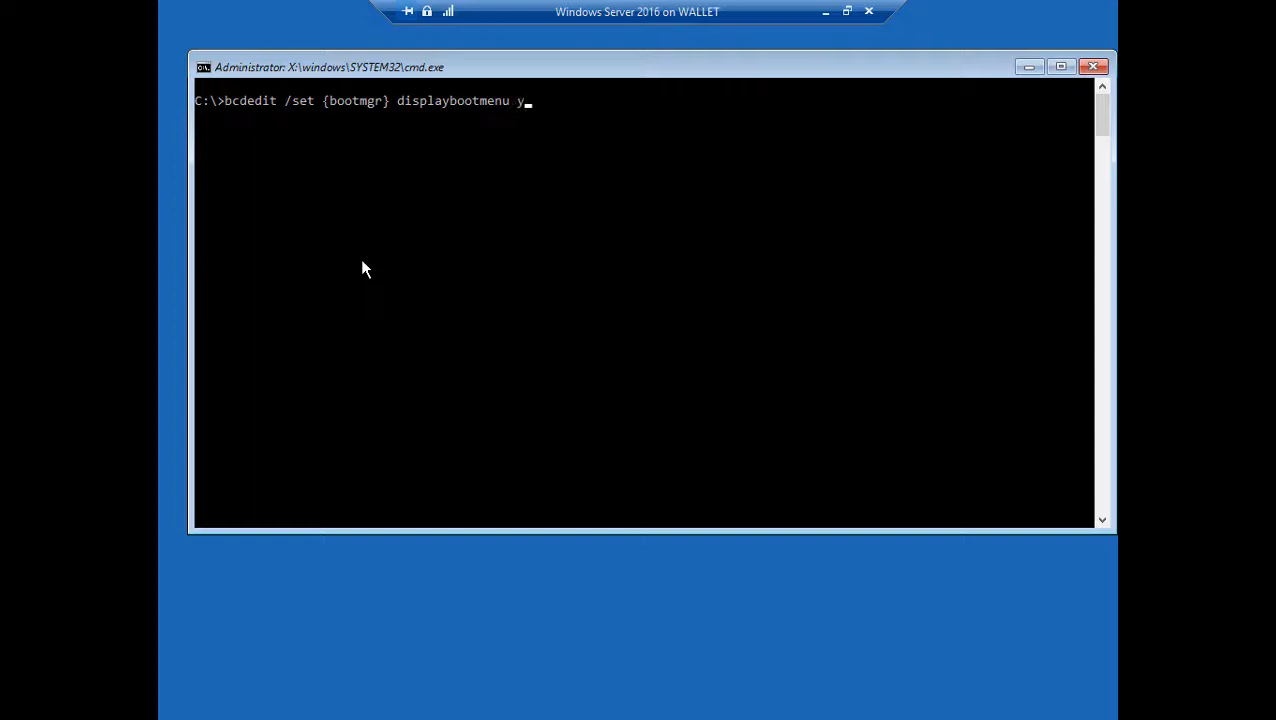 Windows Server 2016 on WALLET
Administrator: X:\windows\SYSTEM32\cmd.exe
C:\>bcdedit /set {bootmgr} displaybootmenu y